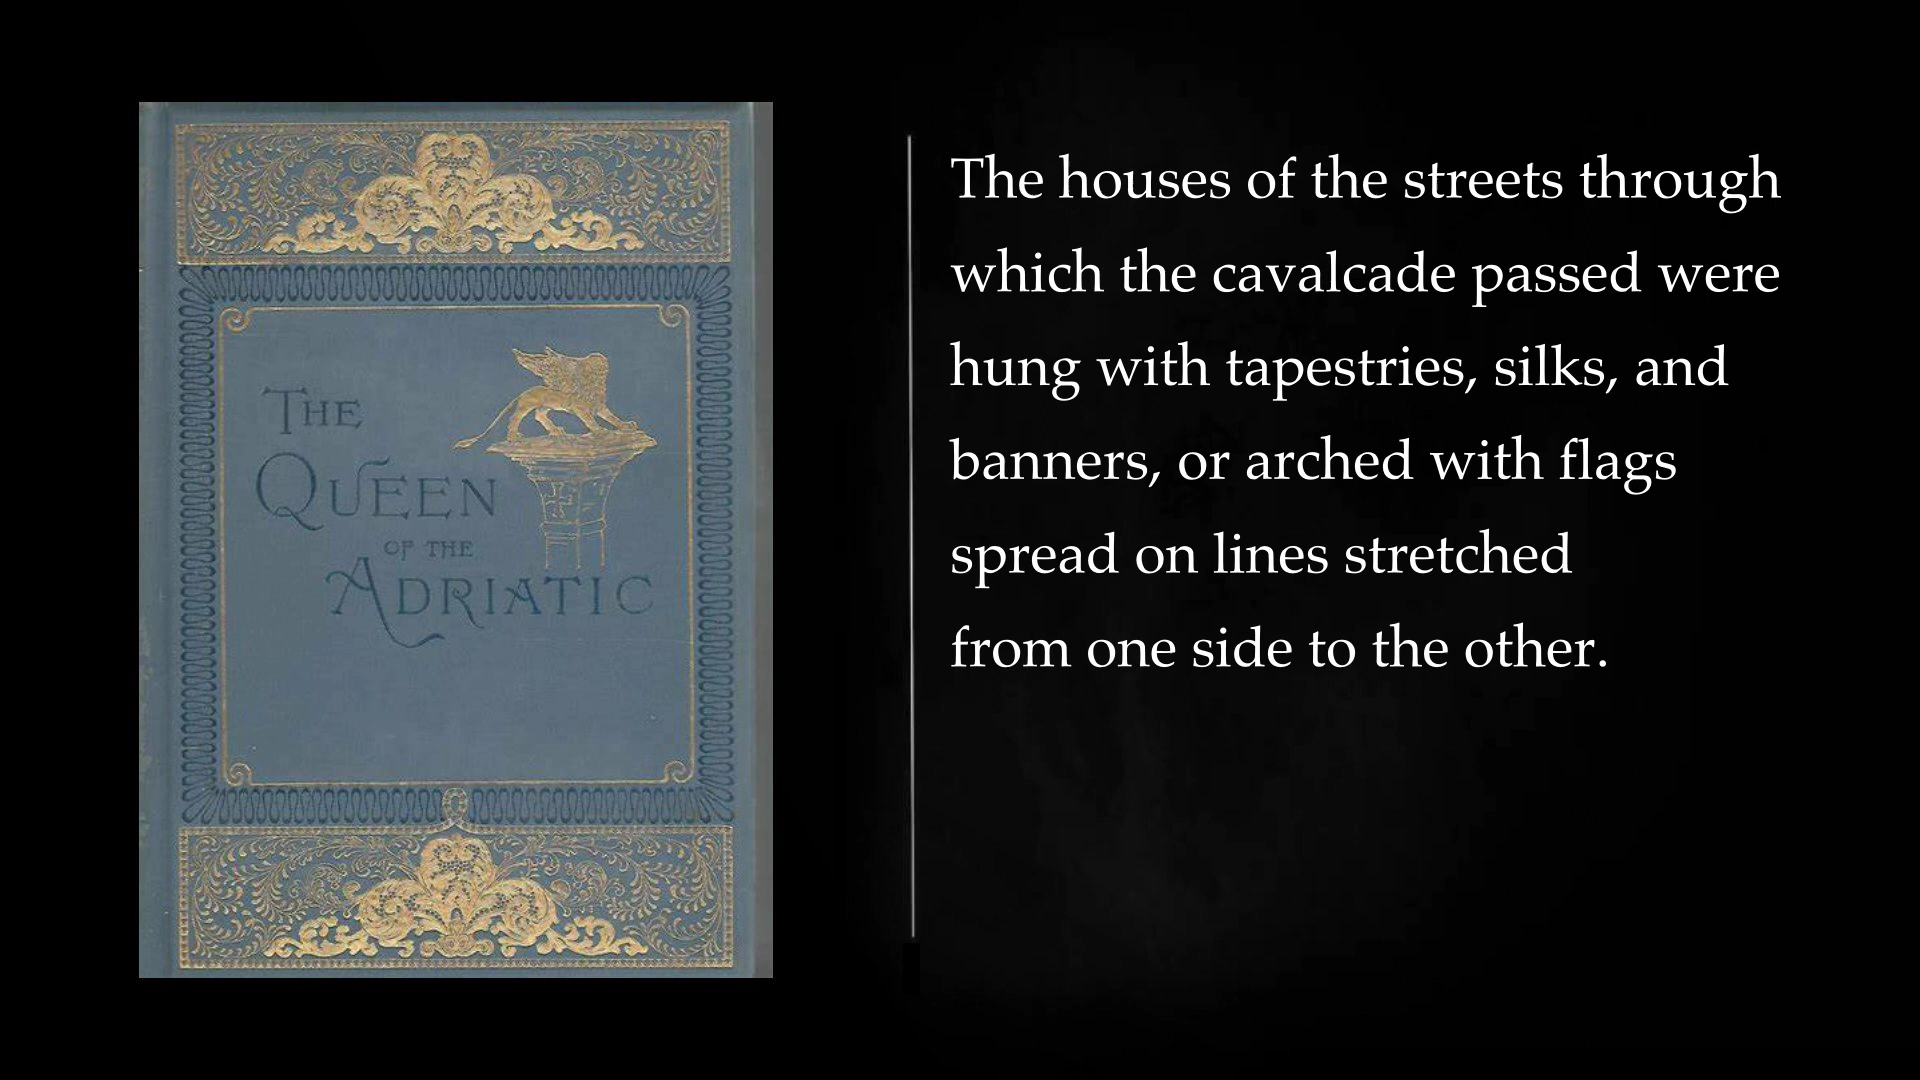 The
Queen
of the
Adriatic
The houses of the streets through
which the cavalcade passed were
hung with tapestries, silks, and
banners, or arched with flags
spread on lines stretched
from one side to the other.